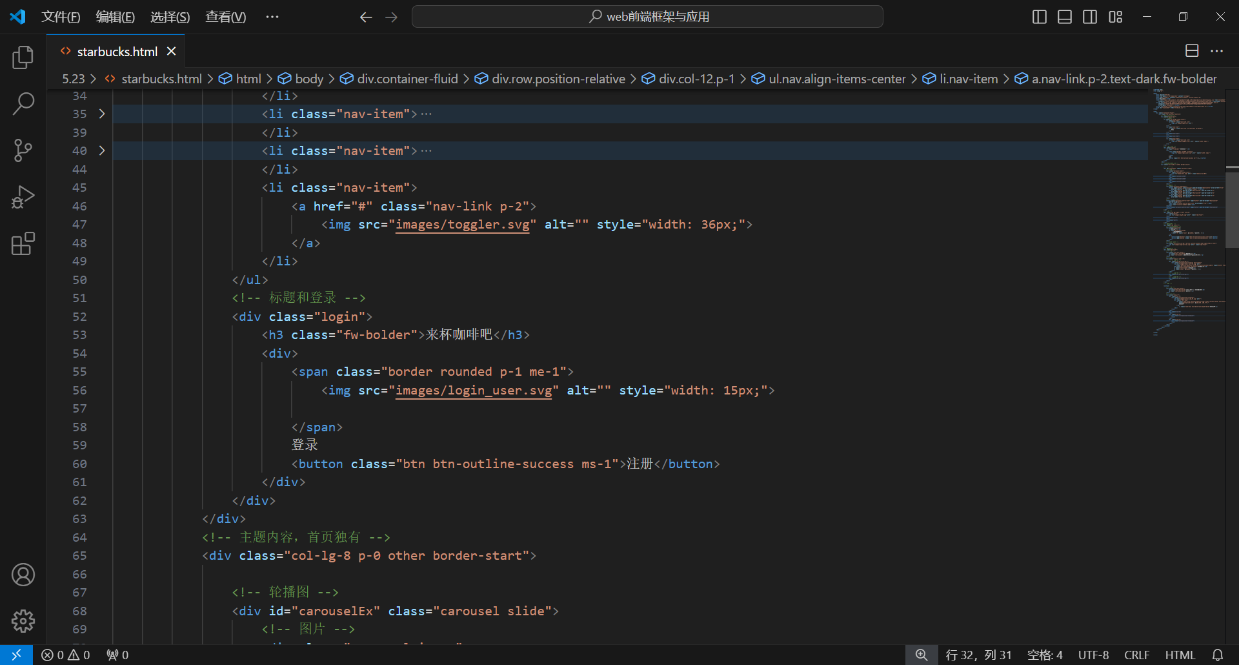 文件(F) 编辑(E) 选择(S) 查看(V) ··· web前端框架与应用
starbucks.html
5.23 > starbucks.html > html > body > div.container-fluid > div.row.position-relative > div.col-12.p-1 > ul.nav.align-items-center > li.nav-item > a.nav-link.p-2.text-dark.fw-bolder
34 </li>
35 <li class="nav-item">···
39 </li>
40 <li class="nav-item">···
44 </li>
45 <li class="nav-item">
46 <a href="#" class="nav-link p-2">
47 <img src="images/toggler.svg" alt="" style="width: 36px;">
48 </a>
49 </li>
50 </ul>
51 <!-- 标题和登录 -->
52 <div class="login">
53 <h3 class="fw-bolder">来杯咖啡吧</h3>
54 <div>
55 <span class="border rounded p-1 me-1">
56 <img src="images/login_user.svg" alt="" style="width: 15px;">
57
58 </span>
59 登录
60 <button class="btn btn-outline-success ms-1">注册</button>
61 </div>
62 </div>
63 </div>
64 <!-- 主题内容，首页独有 -->
65 <div class="col-lg-8 p-0 other border-start">
66
67 <!-- 轮播图 -->
68 <div id="carouselEx" class="carousel slide">
69 <!-- 图片 -->
0 0 0 行 32，列 31 空格: 4 UTF-8 CRLF HTML